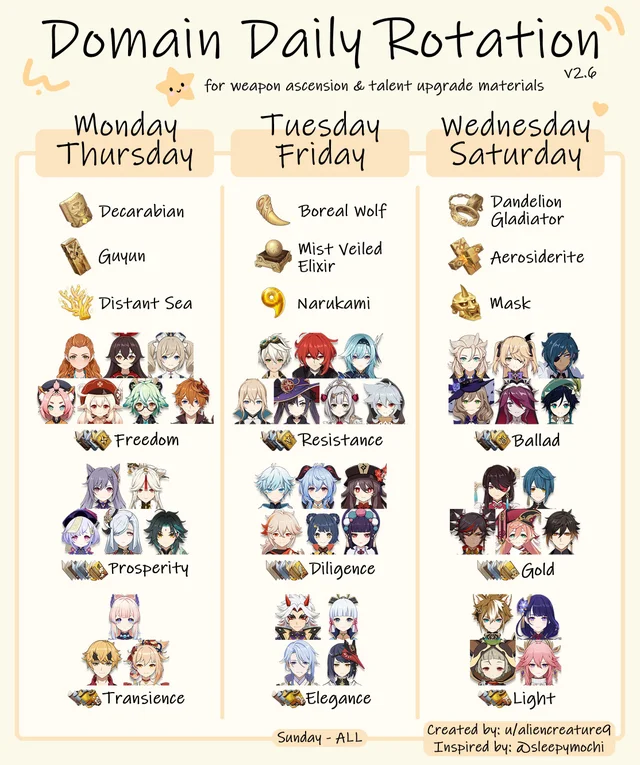 Domain Daily Rotation
v2.6
for weapon ascension & talent upgrade materials
Monday
Thursday
Decarabian
Guyun
Distant Sea
Freedom
Prosperity
Transience
Tuesday
Friday
Boreal Wolf
Mist Veiled
Elixir
Narukami
Resistance
Diligence
Elegance
Wednesday
Saturday
Dandelion
Gladiator
Aerosiderite
Mask
Ballad
Gold
Light
Sunday - ALL
Created by: u/aliencreature9
Inspired by: @sleepymochi